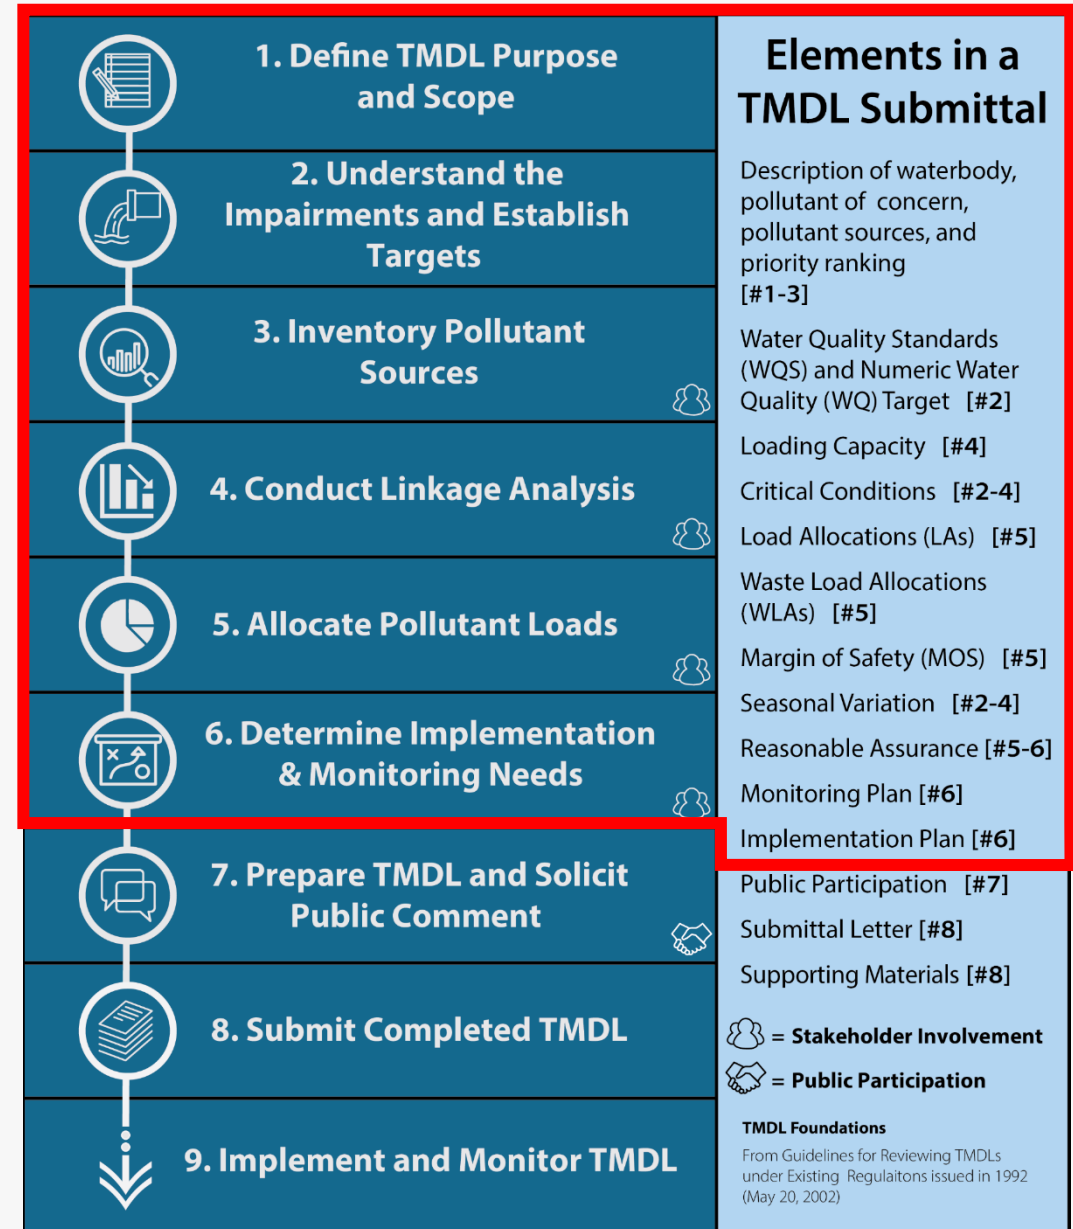 1. Define TMDL Purpose
and Scope
2. Understand the
Impairments and Establish
Targets
3. Inventory Pollutant
Sources
4. Conduct Linkage Analysis
5. Allocate Pollutant Loads
6. Determine Implementation
& Monitoring Needs
7. Prepare TMDL and Solicit
Public Comment
8. Submit Completed TMDL
9. Implement and Monitor TMDL
Elements in a
TMDL Submittal
Description of waterbody,
pollutant of concern,
pollutant sources, and
priority ranking
[#1-3]
Water Quality Standards
(WQS) and Numeric Water
Quality (WQ) Target [#2]
Loading Capacity [#4]
Critical Conditions [#2-4]
Load Allocations (LAs) [#5]
Waste Load Allocations
(WLAs) [#5]
Margin of Safety (MOS) [#5]
Seasonal Variation [#2-4]
Reasonable Assurance [#5-6]
Monitoring Plan [#6]
Implementation Plan [#6]
Public Participation [#7]
Submittal Letter [#8]
Supporting Materials [#8]
= Stakeholder Involvement
= Public Participation
TMDL Foundations
From Guidelines for Reviewing TMDLs
under Existing Regulaitons issued in 1992
(May 20, 2002)